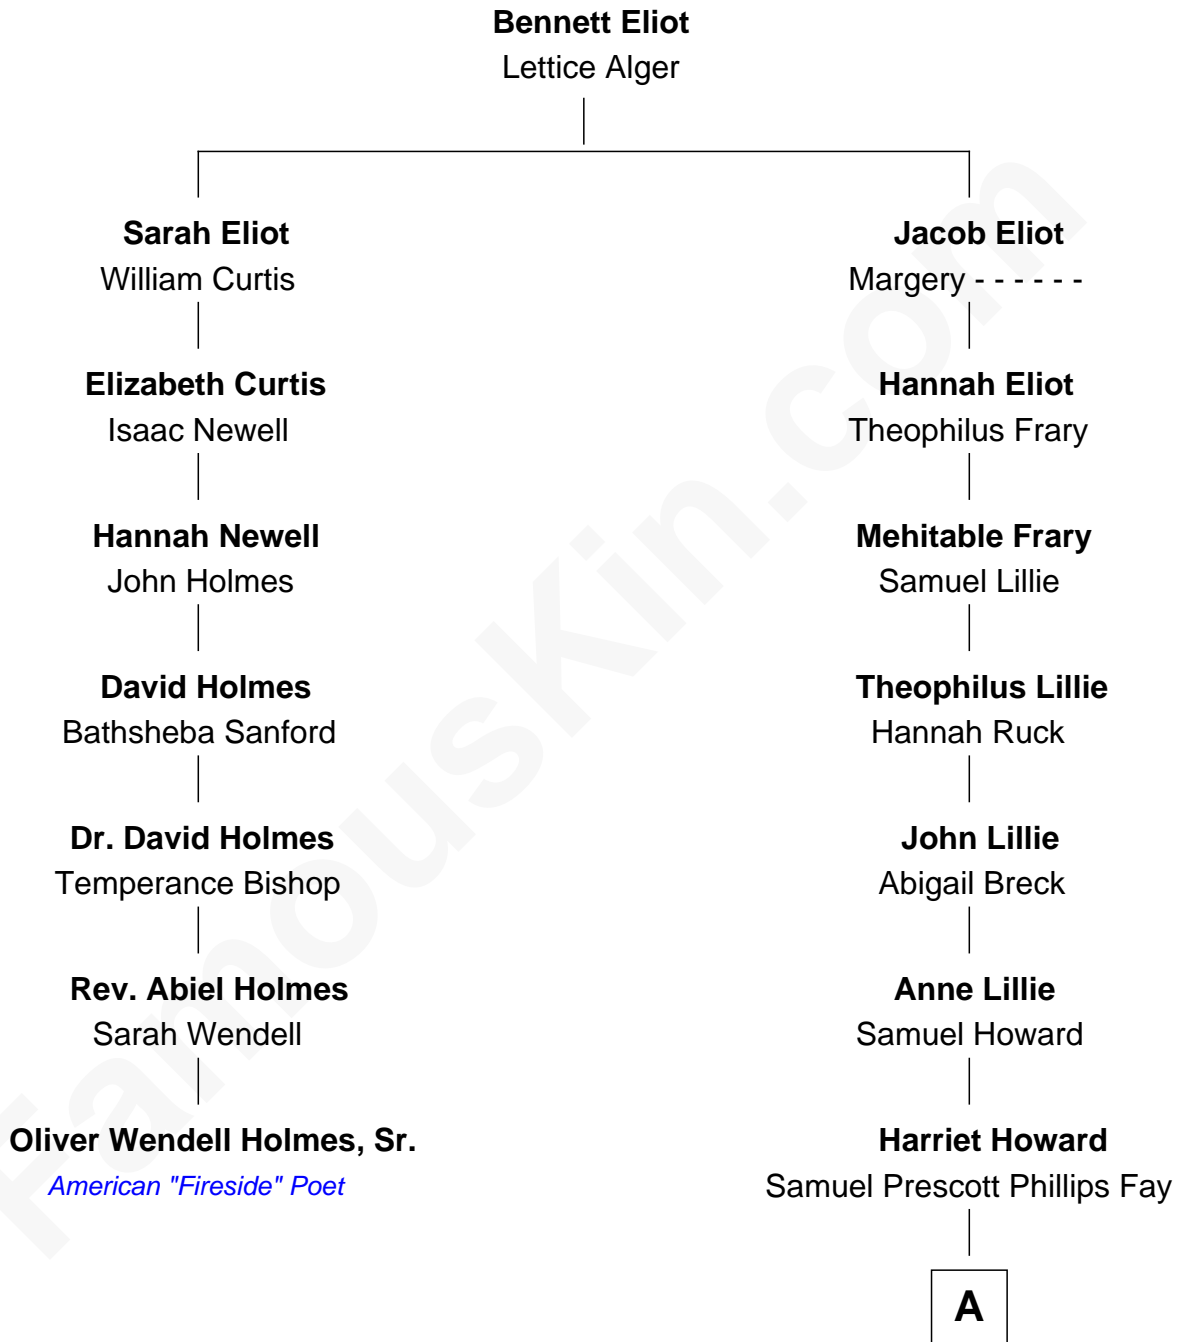 Bennett Eliot
Lettice Alger
Sarah Eliot
William Curtis
Elizabeth Curtis
Isaac Newell
Hannah Newell
John Holmes
David Holmes
Bathsheba Sanford
Dr. David Holmes
Temperance Bishop
Rev. Abiel Holmes
Sarah Wendell
Oliver Wendell Holmes, Sr.
American "Fireside" Poet
Jacob Eliot
Margery - - - - - -
Hannah Eliot
Theophilus Frary
Mehitable Frary
Samuel Lillie
Theophilus Lillie
Hannah Ruck
John Lillie
Abigail Breck
Anne Lillie
Samuel Howard
Harriet Howard
Samuel Prescott Phillips Fay
A
FamousKin.com